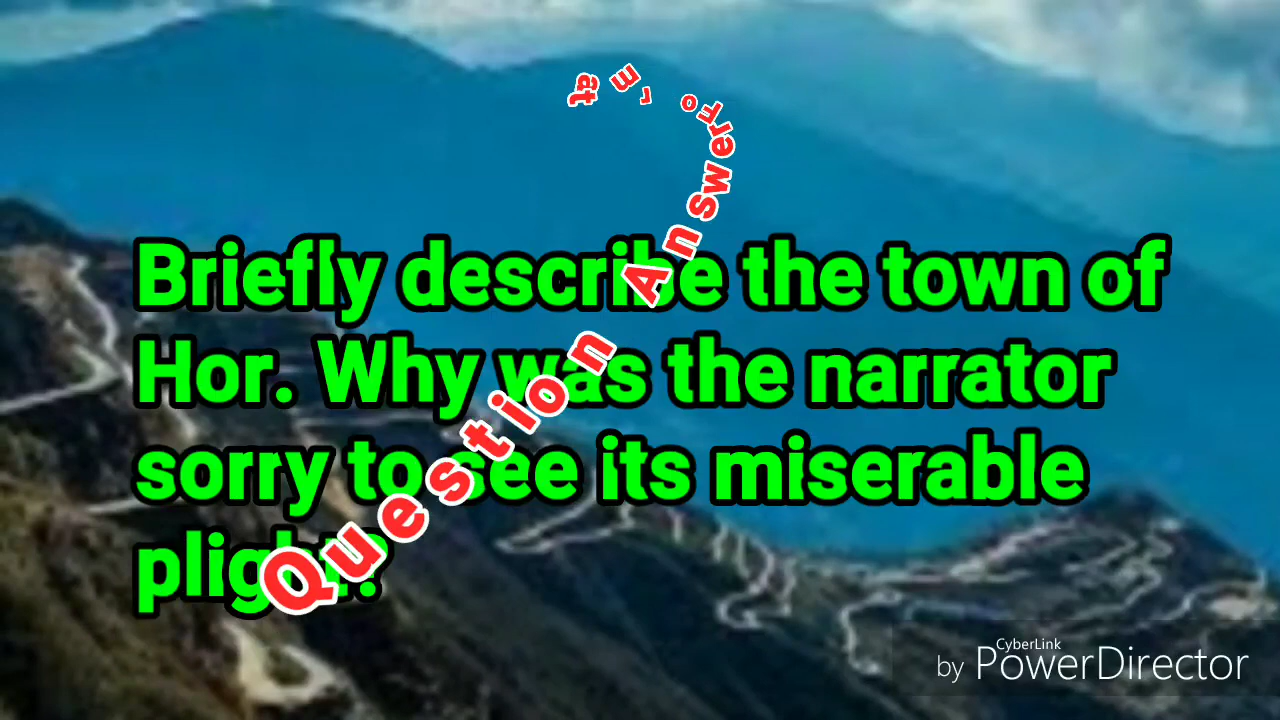 Briefly describe the town of
Hor. Why was the narrator
sorry to see its miserable
plight?
Question Answer Format
CyberLink
by PowerDirector